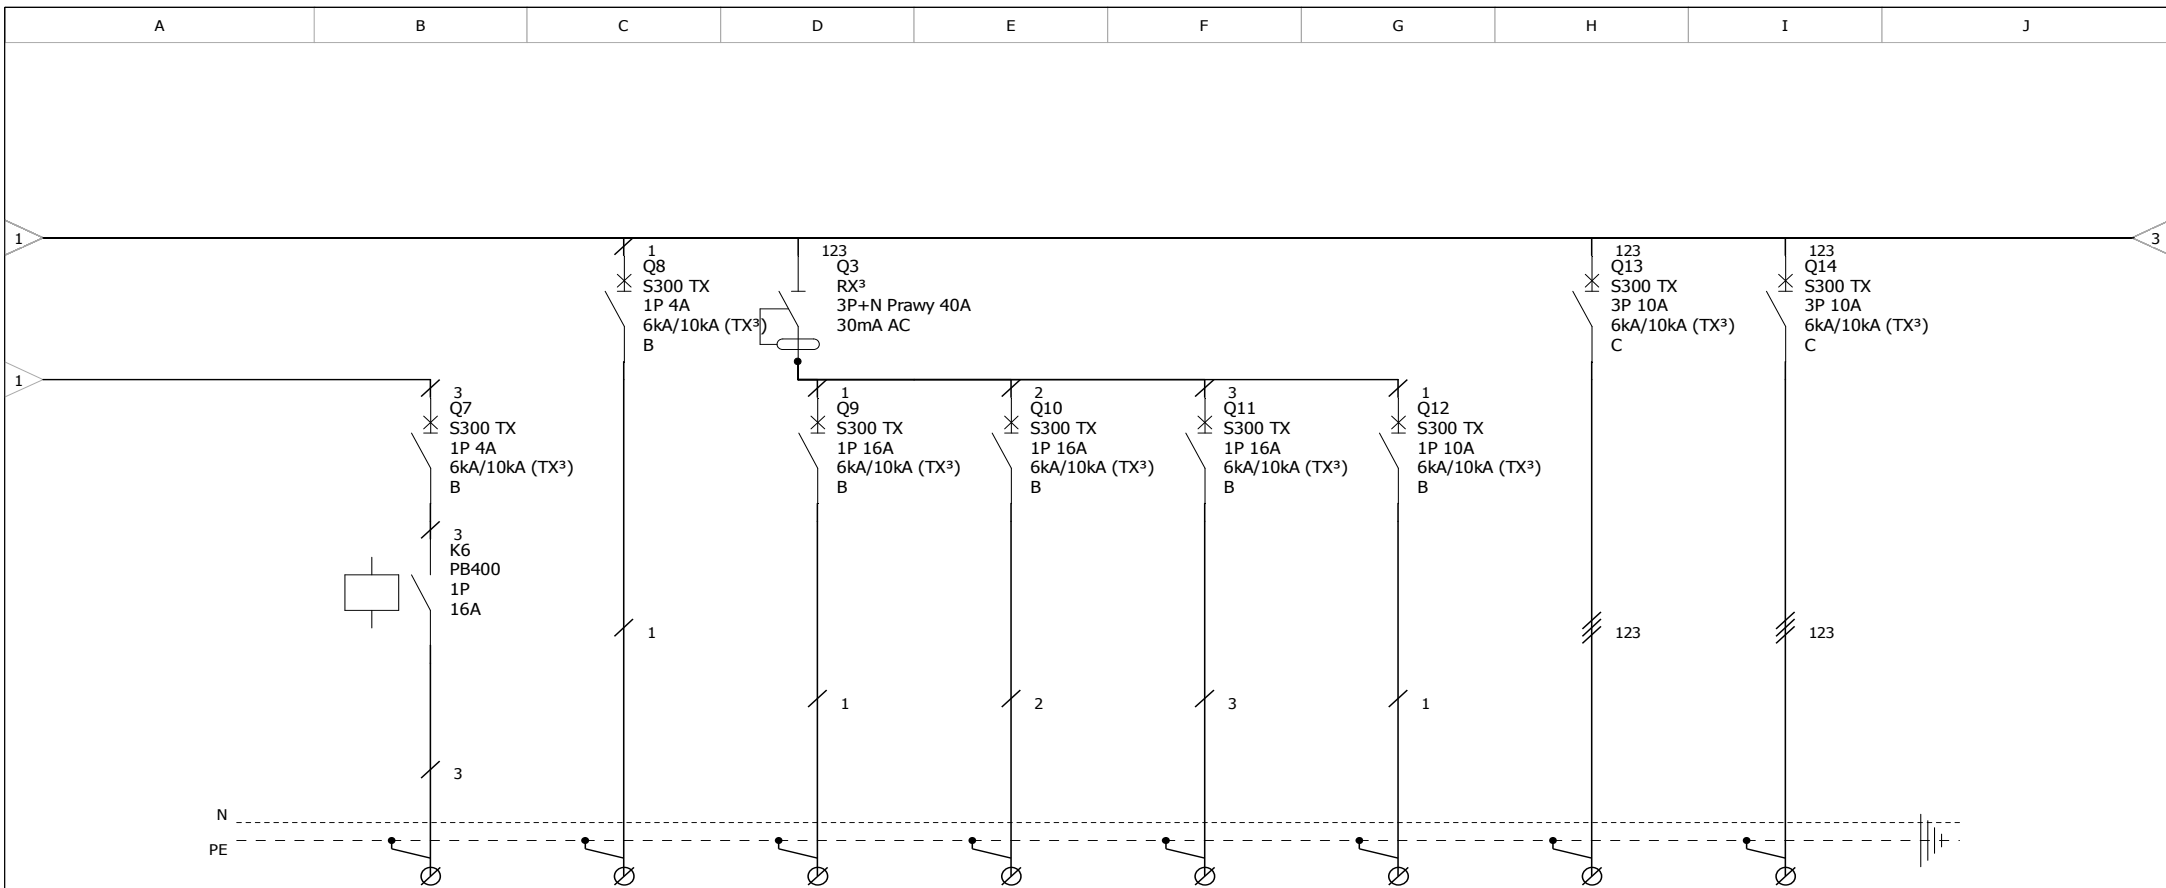 A
B
C
D
E
F
G
H
I
J
1
3
1
Q8
S300 TX
1P 4A
6kA/10kA (TX³)
B
123
Q3
RX³
3P+N Prawy 40A
30mA AC
123
Q13
S300 TX
3P 10A
6kA/10kA (TX³)
C
123
Q14
S300 TX
3P 10A
6kA/10kA (TX³)
C
1
3
Q7
S300 TX
1P 4A
6kA/10kA (TX³)
B
1
Q9
S300 TX
1P 16A
6kA/10kA (TX³)
B
2
Q10
S300 TX
1P 16A
6kA/10kA (TX³)
B
3
Q11
S300 TX
1P 16A
6kA/10kA (TX³)
B
1
Q12
S300 TX
1P 10A
6kA/10kA (TX³)
B
3
K6
PB400
1P
16A
1
123
123
1
2
3
1
3
N
PE